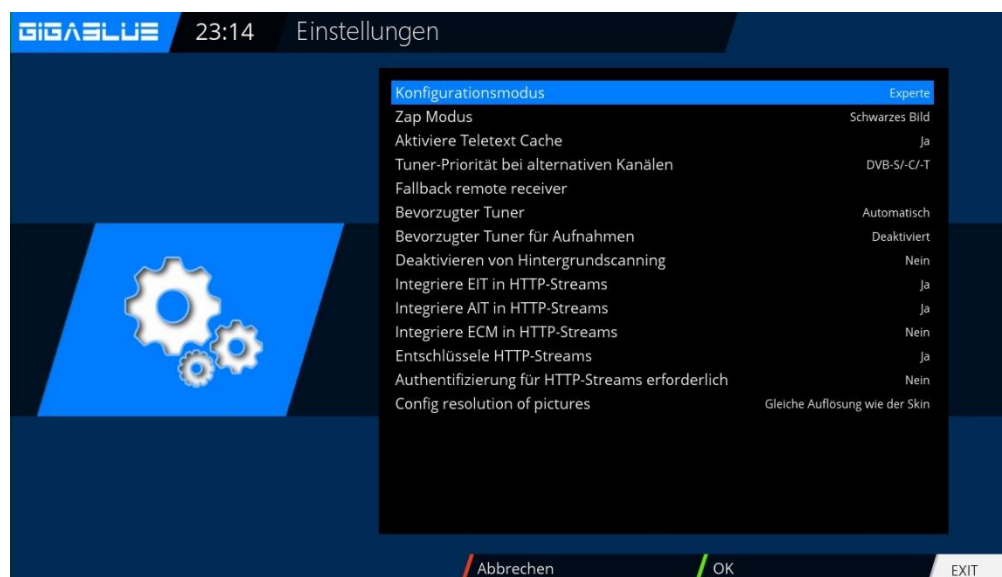 GIGABLUE 23:14 Einstellungen
Konfigurationsmodus Experte
Zap Modus Schwarzes Bild
Aktiviere Teletext Cache Ja
Tuner-Priorität bei alternativen Kanälen DVB-S/-C/-T
Fallback remote receiver
Bevorzugter Tuner Automatisch
Bevorzugter Tuner für Aufnahmen Deaktiviert
Deaktivieren von Hintergrundscanning Nein
Integriere EIT in HTTP-Streams Ja
Integriere AIT in HTTP-Streams Ja
Integriere ECM in HTTP-Streams Nein
Entschlüssele HTTP-Streams Ja
Authentifizierung für HTTP-Streams erforderlich Nein
Config resolution of pictures Gleiche Auflösung wie der Skin
Abbrechen OK EXIT